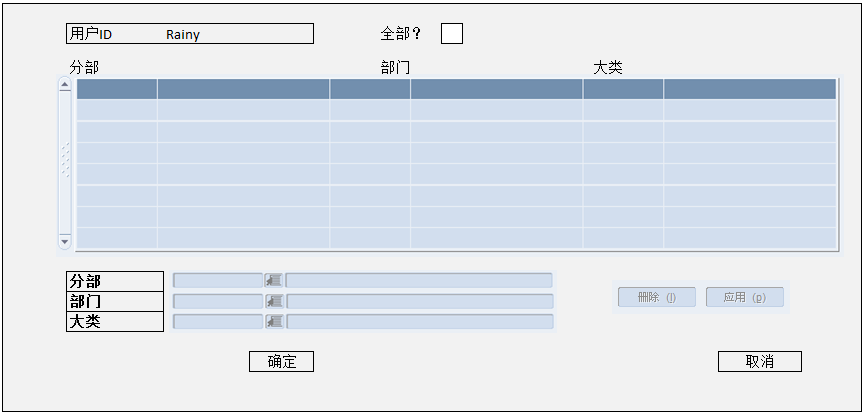 用户ID Rainy 全部？
分部 部门 大类
分部
部门
大类
删除 (l) 应用 (p)
确定 取消